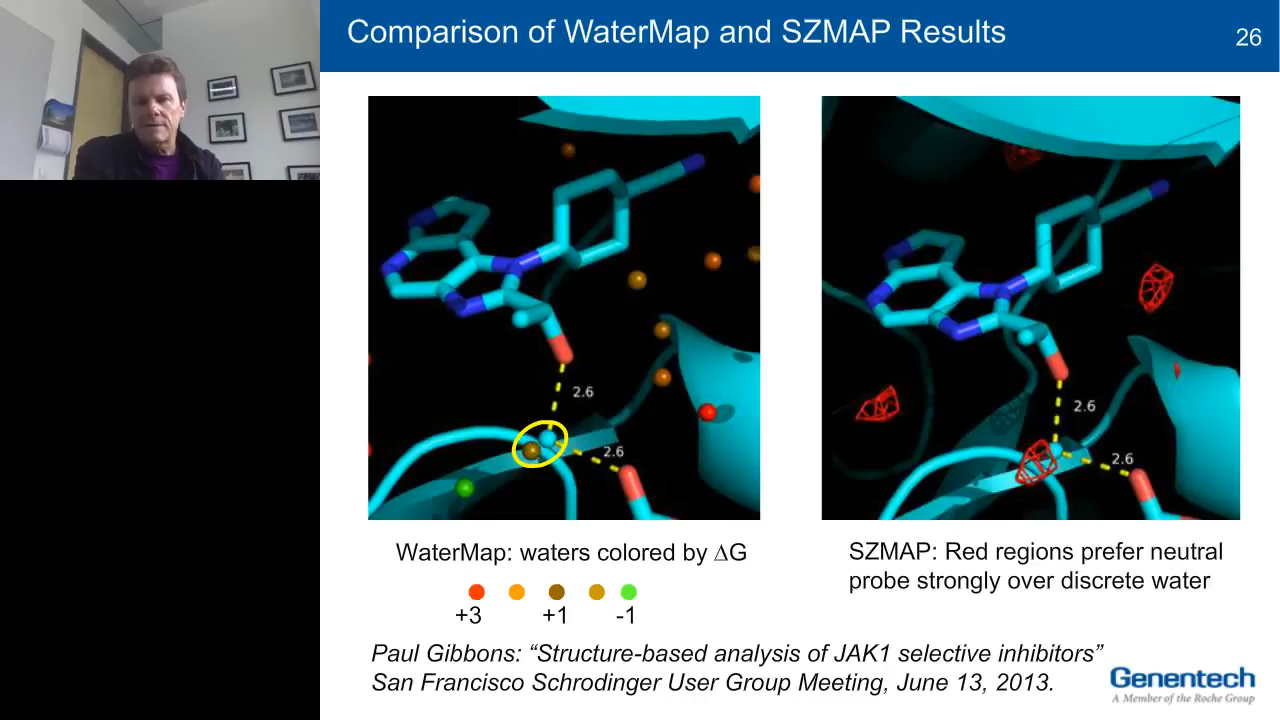 Comparison of WaterMap and SZMAP Results
26
2.6
2.6
2.6
2.6
WaterMap: waters colored by ΔG
+3
+1
-1
SZMAP: Red regions prefer neutral
probe strongly over discrete water
Paul Gibbons: “Structure-based analysis of JAK1 selective inhibitors”
San Francisco Schrodinger User Group Meeting, June 13, 2013.
Genentech
A Member of the Roche Group